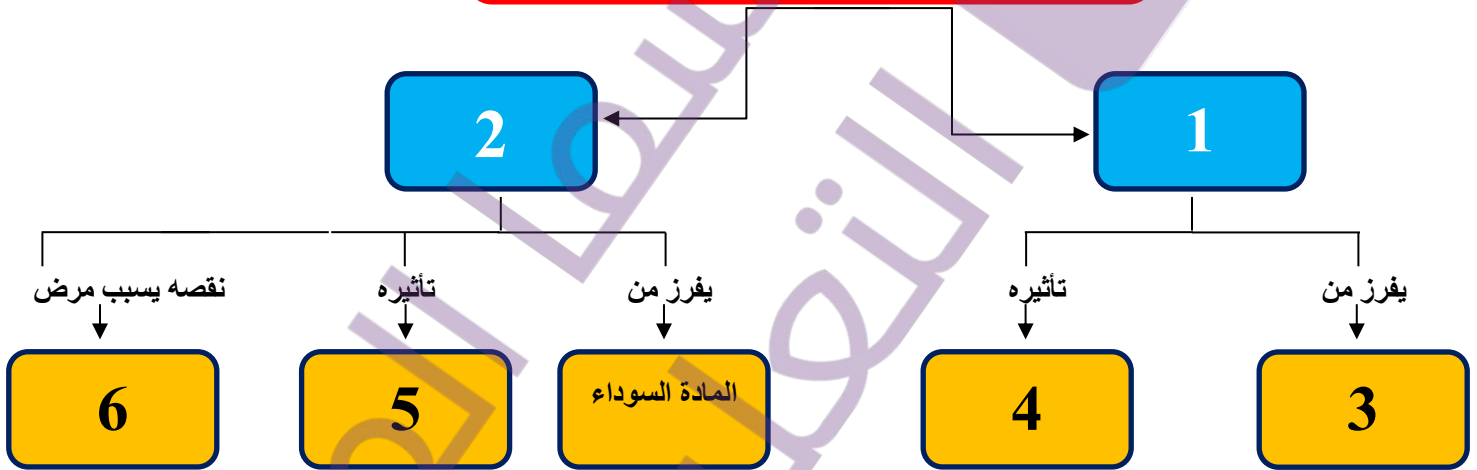 1
2
يفرز من
تأثيره
يفرز من
تأثيره
نقصه يسبب مرض
3
4
المادة السوداء
5
6